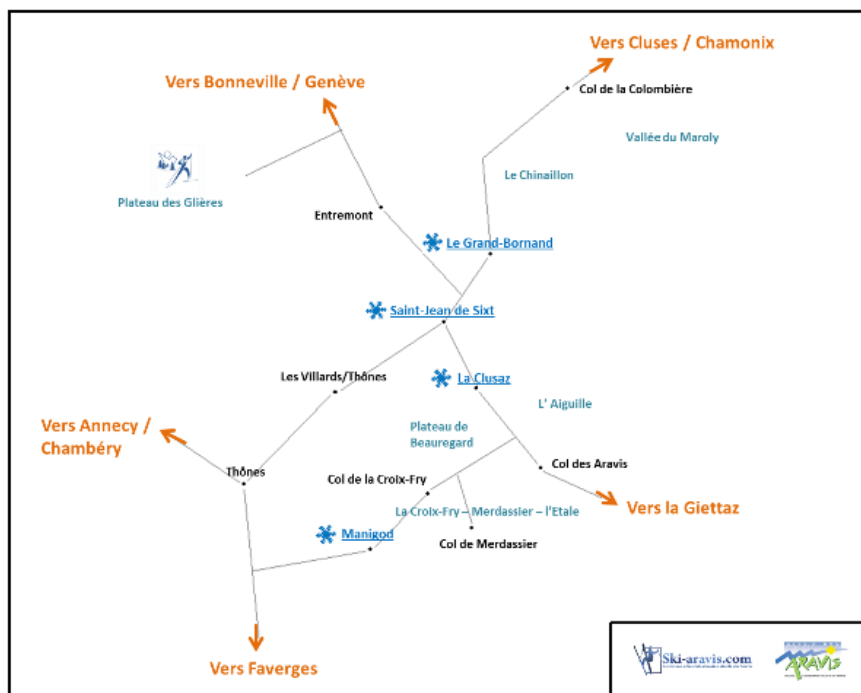 Vers Cluses / Chamonix
Vers Bonneville / Genève
Col de la Colombière
Vallée du Maroly
Le Chinaillon
Plateau des Glières
Entremont
Le Grand-Bornand
Saint-Jean de Sixt
Les Villards/Thônes
La Clusaz
L' Aiguille
Vers Annecy /
Chambéry
Plateau de
Beauregard
Col des Aravis
Thônes
Col de la Croix-Fry
Vers la Giettaz
La Croix-Fry – Merdassier – l'Etale
Manigod
Col de Merdassier
Vers Faverges
Ski-aravis.com
ARAVIS